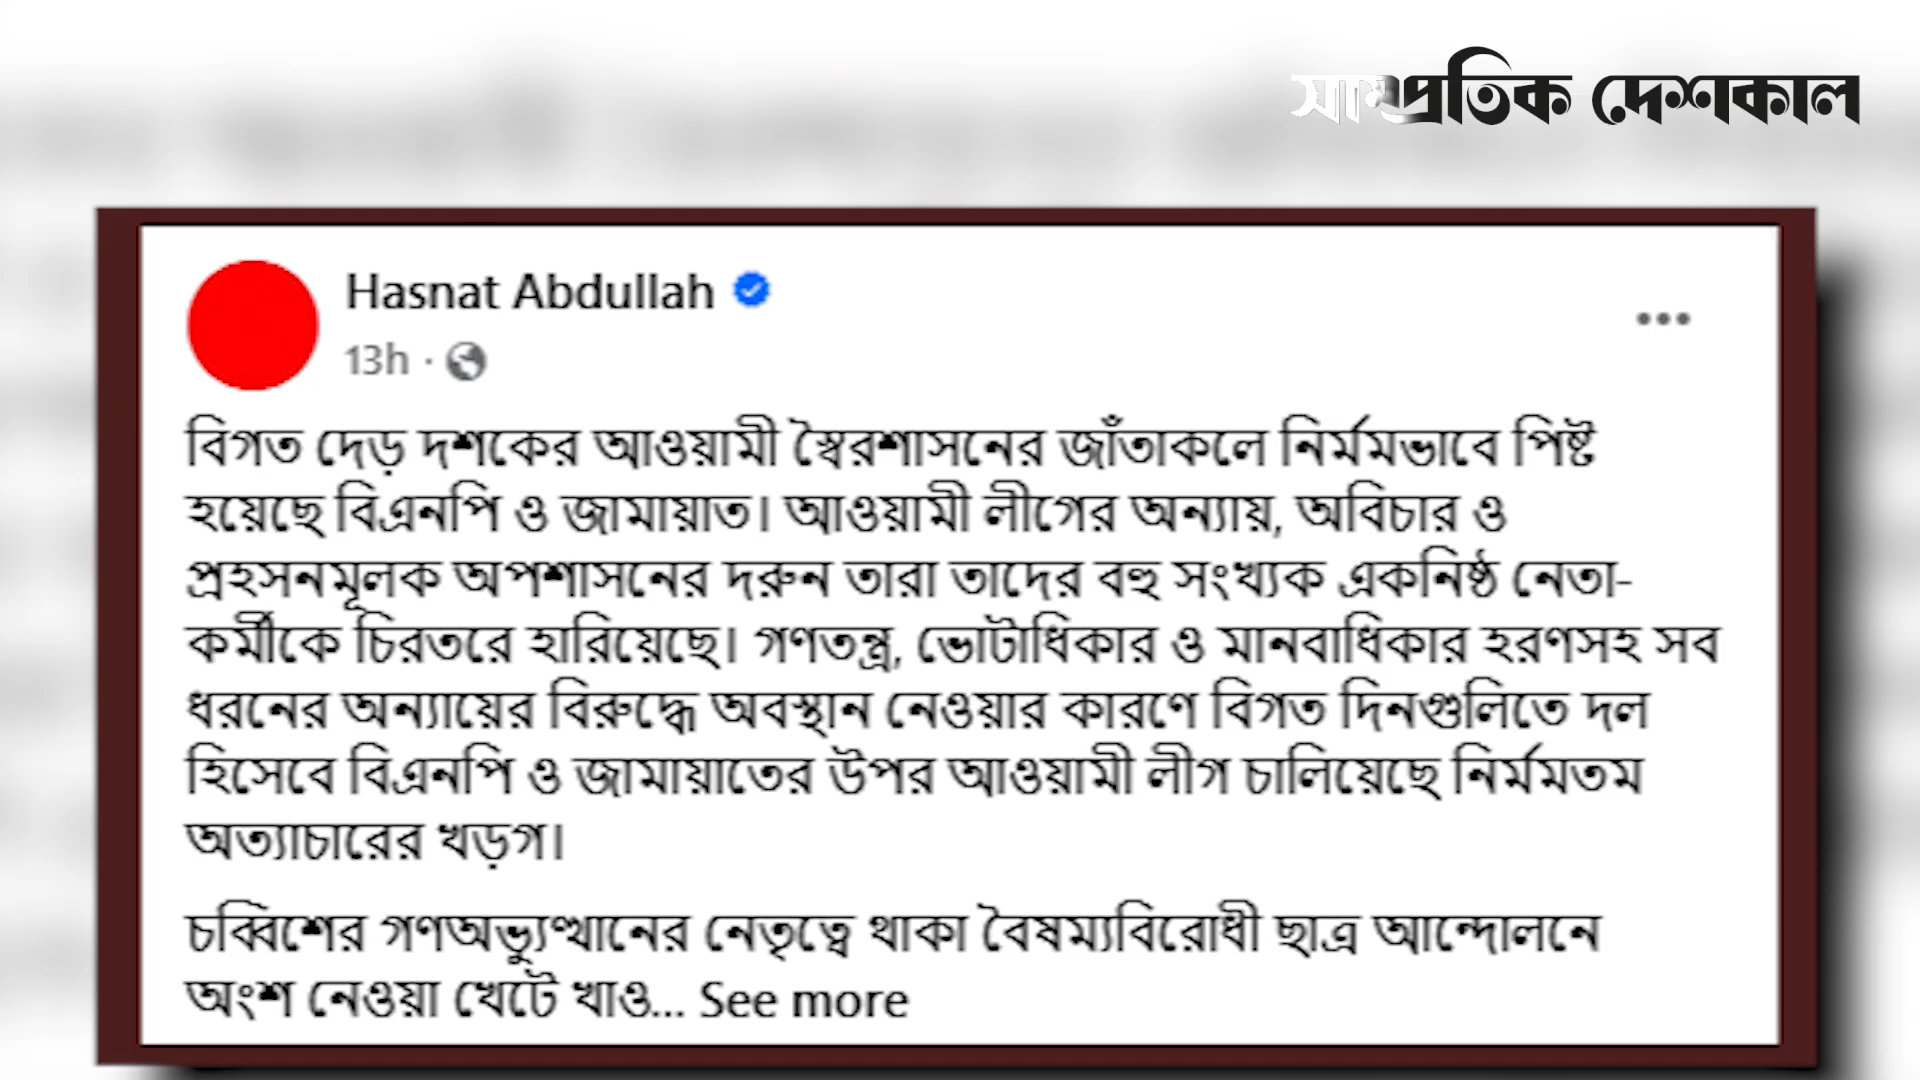 সাম্প্রতিক দেশকাল
Hasnat Abdullah
13h ·
বিগত দেড় দশকের আওয়ামী স্বৈরশাসনের জাঁতাকলে নির্মমভাবে পিষ্ট
হয়েছে বিএনপি ও জামায়াত। আওয়ামী লীগের অন্যায়, অবিচার ও
প্রহসনমূলক অপশাসনের দরুন তারা তাদের বহু সংখ্যক একনিষ্ঠ নেতা-
কর্মীকে চিরতরে হারিয়েছে। গণতন্ত্র, ভোটাধিকার ও মানবাধিকার হরণসহ সব
ধরনের অন্যায়ের বিরুদ্ধে অবস্থান নেওয়ার কারণে বিগত দিনগুলিতে দল
হিসেবে বিএনপি ও জামায়াতের উপর আওয়ামী লীগ চালিয়েছে নির্মমতম
অত্যাচারের খড়গ।
চব্বিশের গণঅভ্যুত্থানের নেতৃত্বে থাকা বৈষম্যবিরোধী ছাত্র আন্দোলনে
অংশ নেওয়া খেটে খাও... See more